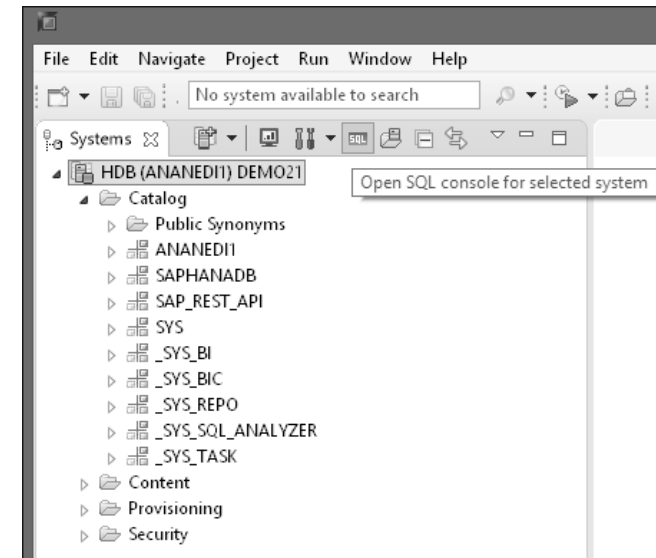 File Edit Navigate Project Run Window Help
No system available to search
Systems
SQL
HDB (ANANEDI1) DEMO21
Open SQL console for selected system
Catalog
Public Synonyms
ANANEDI1
SAPHANADB
SAP_REST_API
SYS
_SYS_BI
_SYS_BIC
_SYS_REPO
_SYS_SQL_ANALYZER
_SYS_TASK
Content
Provisioning
Security